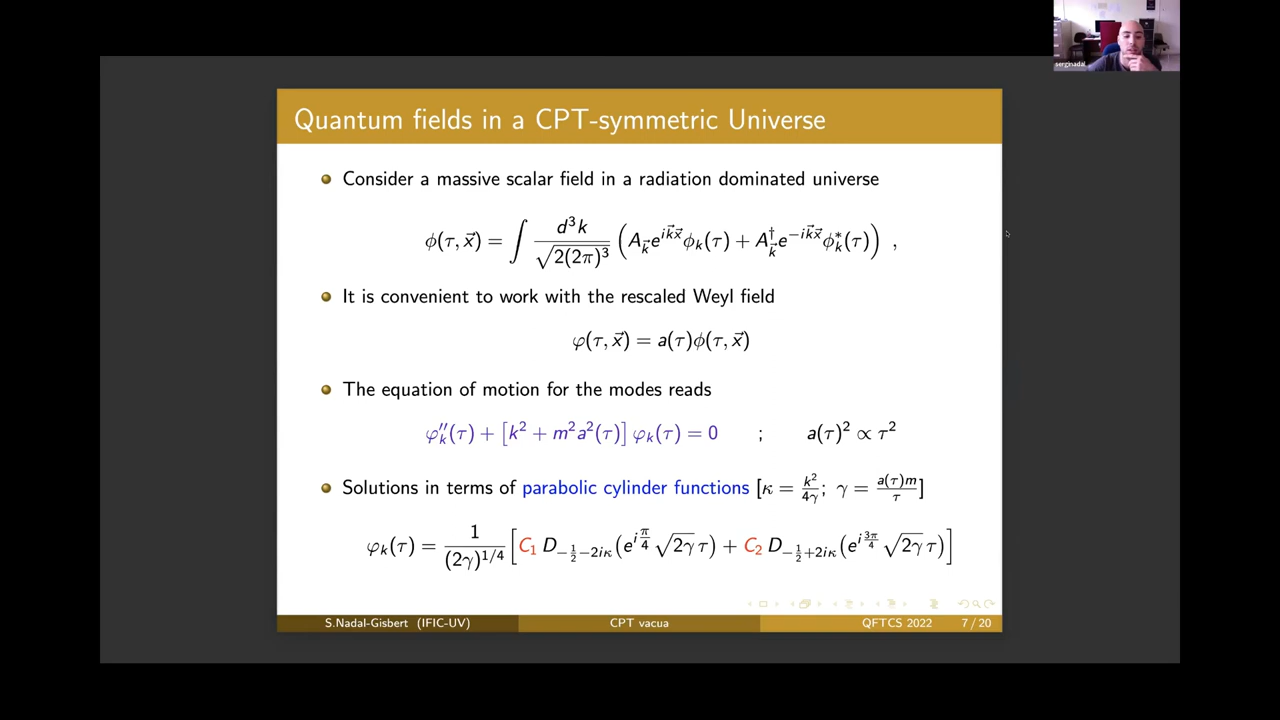 serginadal
Quantum fields in a CPT-symmetric Universe
Consider a massive scalar field in a radiation dominated universe
ϕ(τ, x⃗) = ∫ d³k / √(2(2π)³) (A_k⃗ e^{ik⃗x⃗} ϕ_k(τ) + A†_k⃗ e^{−ik⃗x⃗} ϕ*_k(τ)) ,
It is convenient to work with the rescaled Weyl field
φ(τ, x⃗) = a(τ)ϕ(τ, x⃗)
The equation of motion for the modes reads
φ″_k(τ) + [k² + m²a²(τ)] φ_k(τ) = 0 ; a(τ)² ∝ τ²
Solutions in terms of parabolic cylinder functions [κ = k²/4γ; γ = a(τ)m/τ]
φ_k(τ) = 1/(2γ)^{1/4} [C₁ D_{−1/2−2iκ}(e^{iπ/4} √(2γ) τ) + C₂ D_{−1/2+2iκ}(e^{i3π/4} √(2γ) τ)]
S.Nadal-Gisbert (IFIC-UV) CPT vacua QFTCS 2022 7 / 20